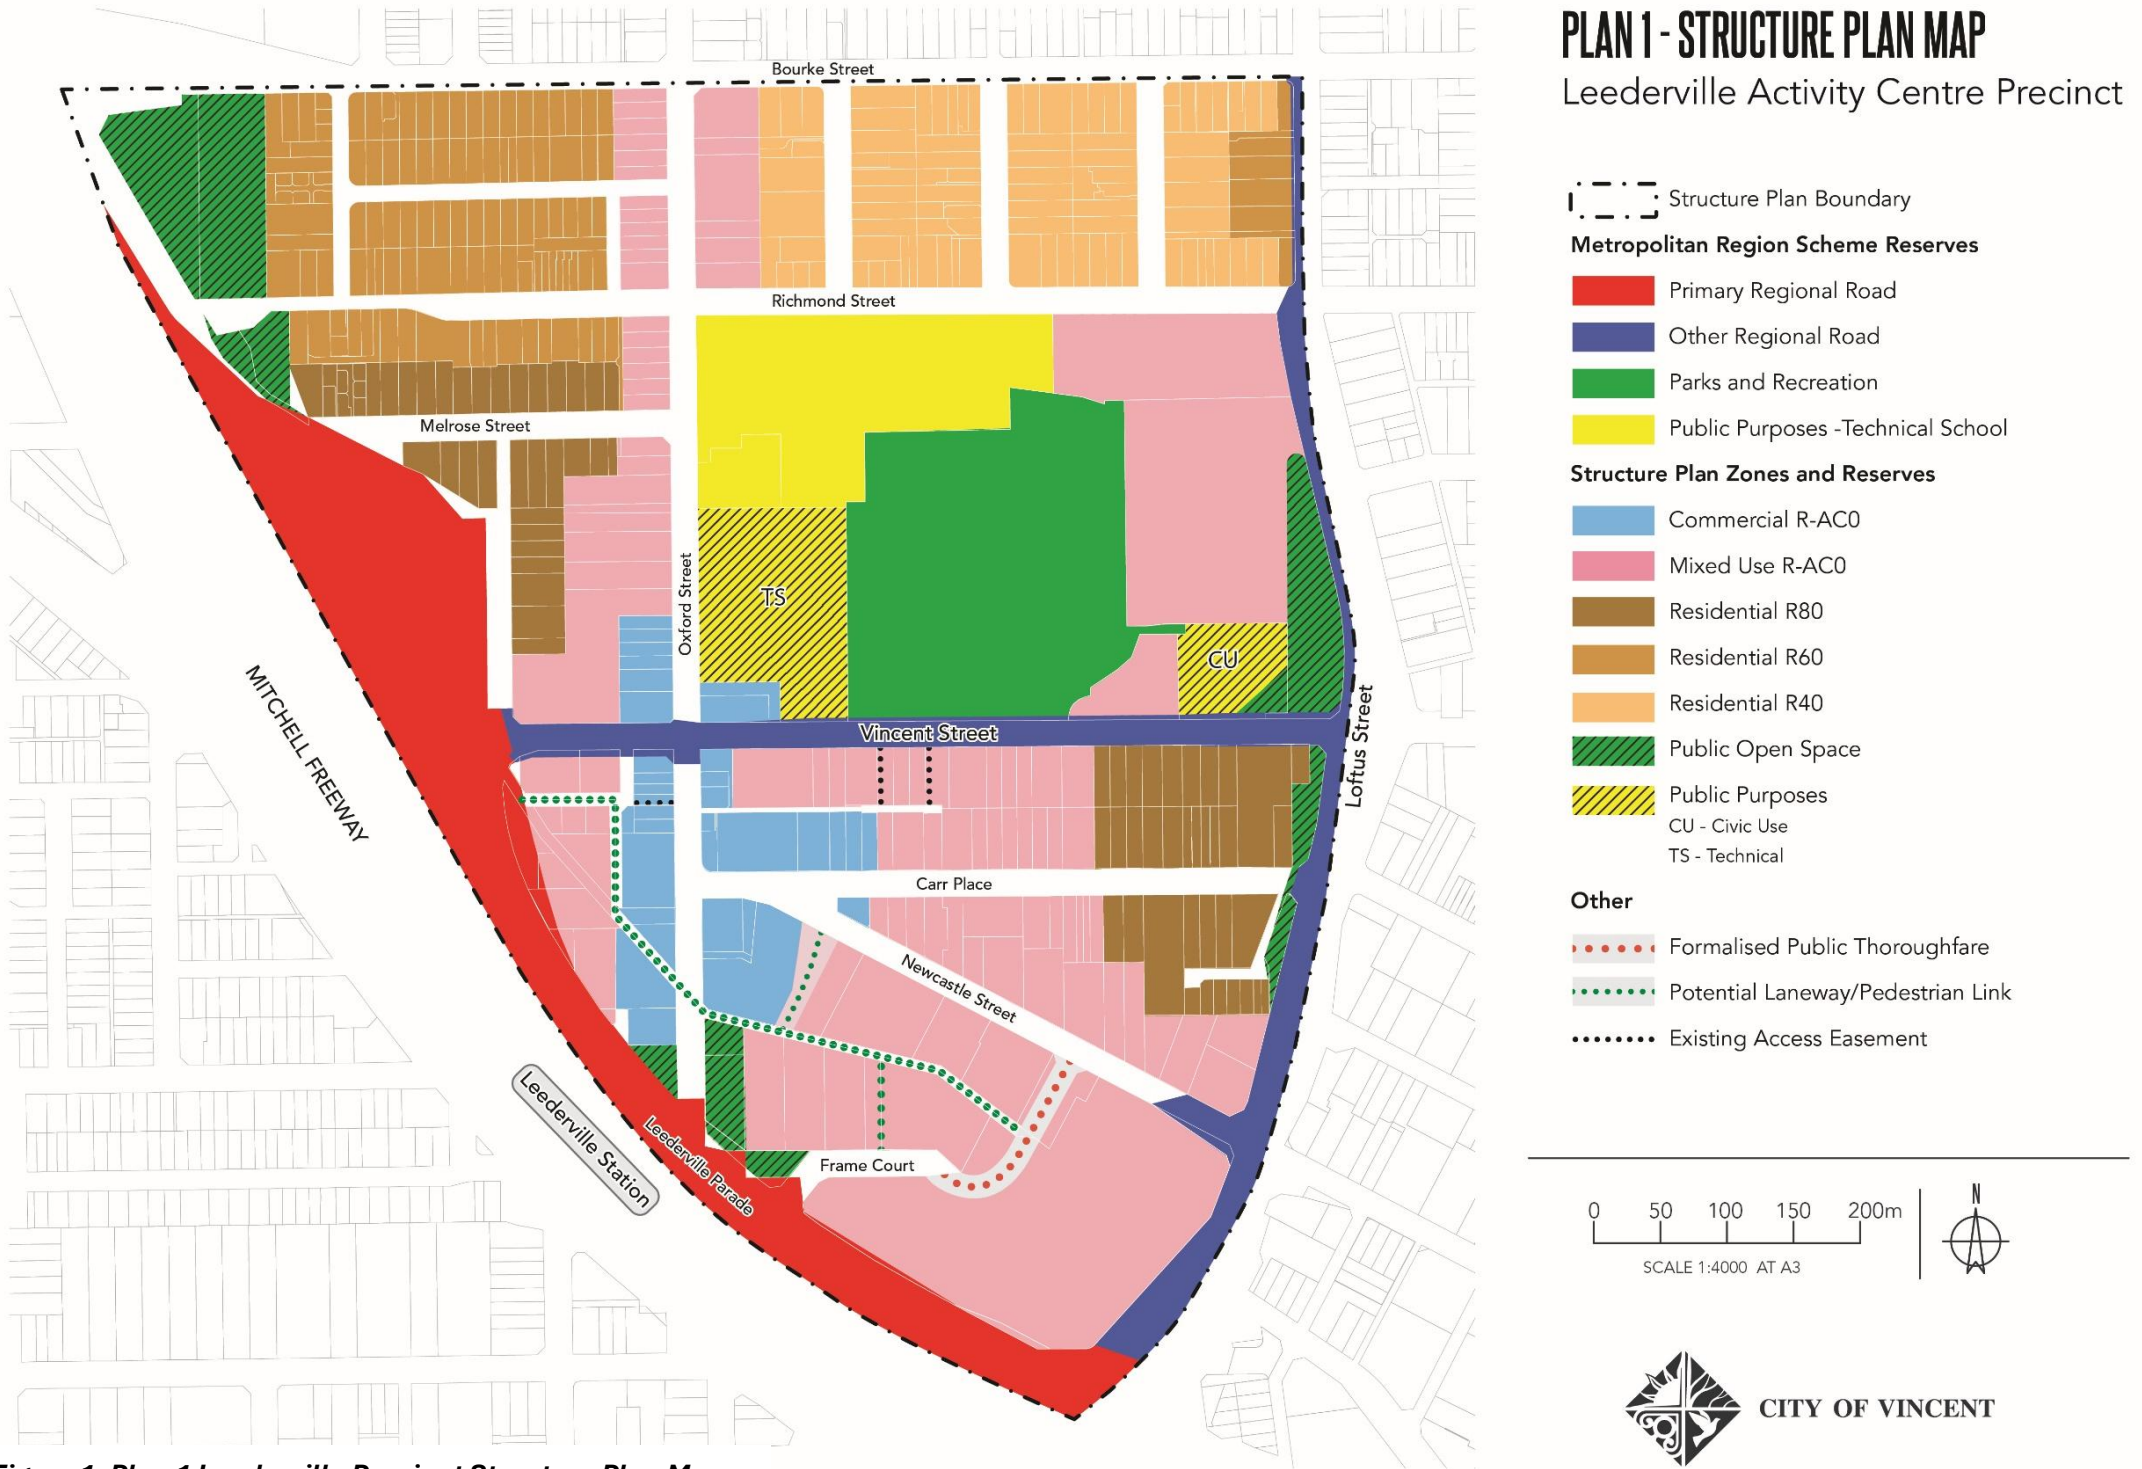 PLAN 1 - STRUCTURE PLAN MAP
Leederville Activity Centre Precinct
Structure Plan Boundary
Metropolitan Region Scheme Reserves
Primary Regional Road
Other Regional Road
Parks and Recreation
Public Purposes -Technical School
Structure Plan Zones and Reserves
Commercial R-AC0
Mixed Use R-AC0
Residential R80
Residential R60
Residential R40
Public Open Space
Public Purposes
CU - Civic Use
TS - Technical
Other
Formalised Public Thoroughfare
Potential Laneway/Pedestrian Link
Existing Access Easement
0 50 100 150 200m
SCALE 1:4000 AT A3
N
CITY OF VINCENT
Bourke Street
Richmond Street
Melrose Street
Oxford Street
TS
CU
MITCHELL FREEWAY
Vincent Street
Loftus Street
Carr Place
Newcastle Street
Leederville Station
Leederville Parade
Frame Court